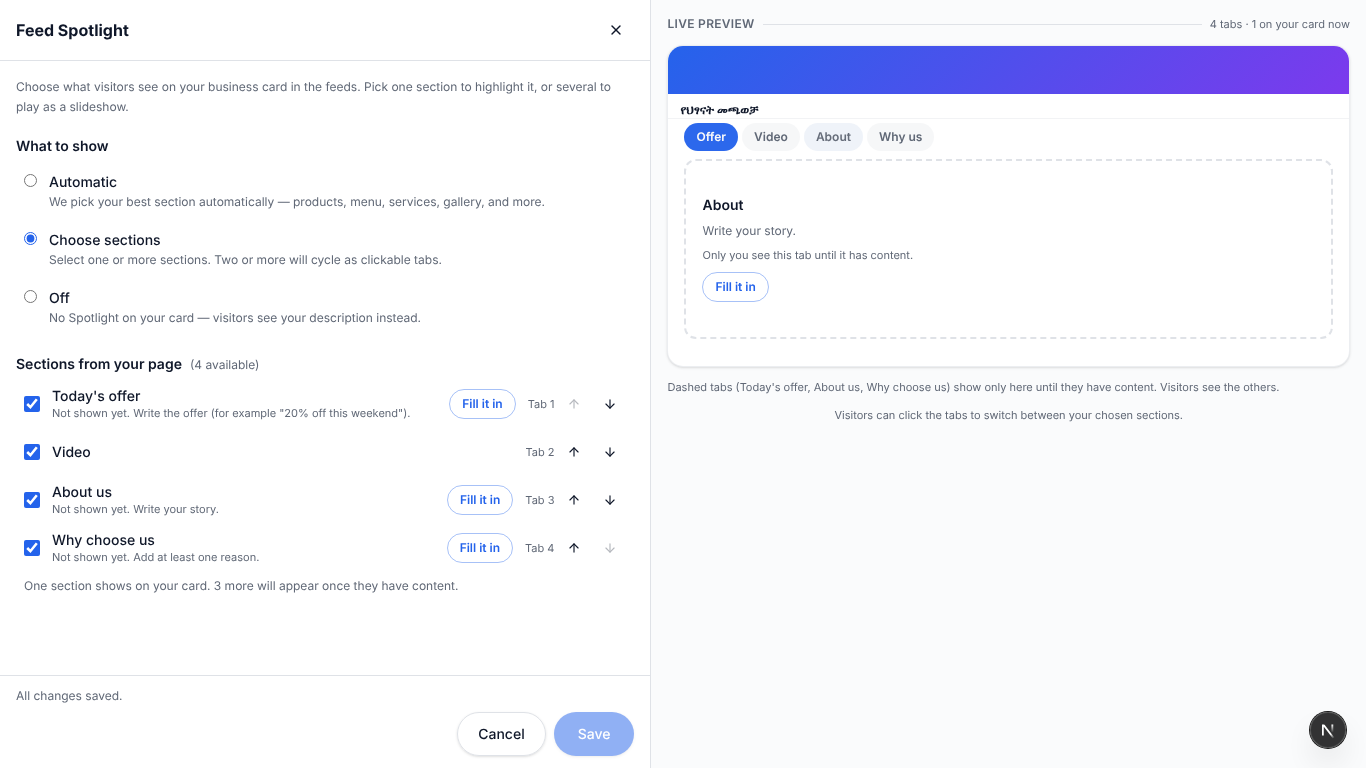 Feed Spotlight
Choose what visitors see on your business card in the feeds. Pick one section to highlight it, or several to
play as a slideshow.
What to show
Automatic
We pick your best section automatically — products, menu, services, gallery, and more.
Choose sections
Select one or more sections. Two or more will cycle as clickable tabs.
Off
No Spotlight on your card — visitors see your description instead.
Sections from your page (4 available)
Today's offer
Not shown yet. Write the offer (for example "20% off this weekend").
Fill it in
Tab 1
Video
Tab 2
About us
Not shown yet. Write your story.
Fill it in
Tab 3
Why choose us
Not shown yet. Add at least one reason.
Fill it in
Tab 4
One section shows on your card. 3 more will appear once they have content.
All changes saved.
Cancel
Save
LIVE PREVIEW
4 tabs · 1 on your card now
የህፃናት መጫወቻ
Offer
Video
About
Why us
About
Write your story.
Only you see this tab until it has content.
Fill it in
Dashed tabs (Today's offer, About us, Why choose us) show only here until they have content. Visitors see the others.
Visitors can click the tabs to switch between your chosen sections.
N